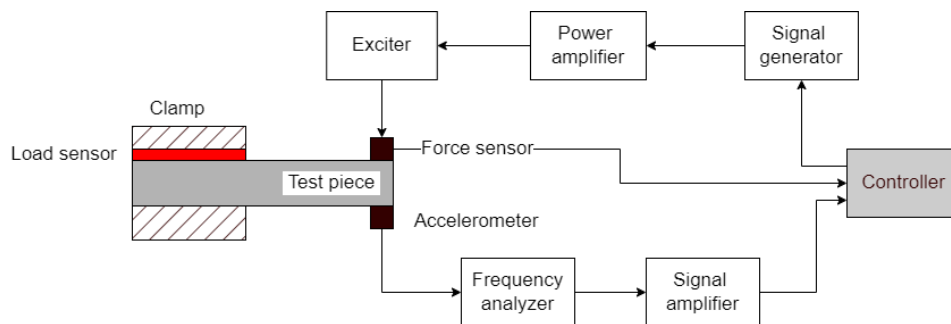 Exciter
Power
amplifier
Signal
generator
Clamp
Load sensor
Force sensor
Test piece
Controller
Accelerometer
Frequency
analyzer
Signal
amplifier